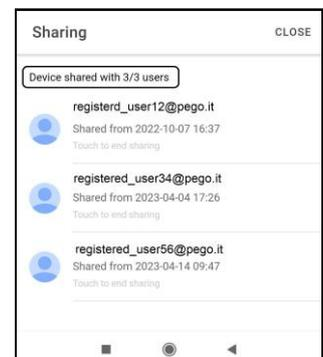 Sharing CLOSE
Device shared with 3/3 users
registerd_user12@pego.it
Shared from 2022-10-07 16:37
Touch to end sharing
registered_user34@pego.it
Shared from 2023-04-04 17:26
Touch to end sharing
registered_user56@pego.it
Shared from 2023-04-14 09:47
Touch to end sharing